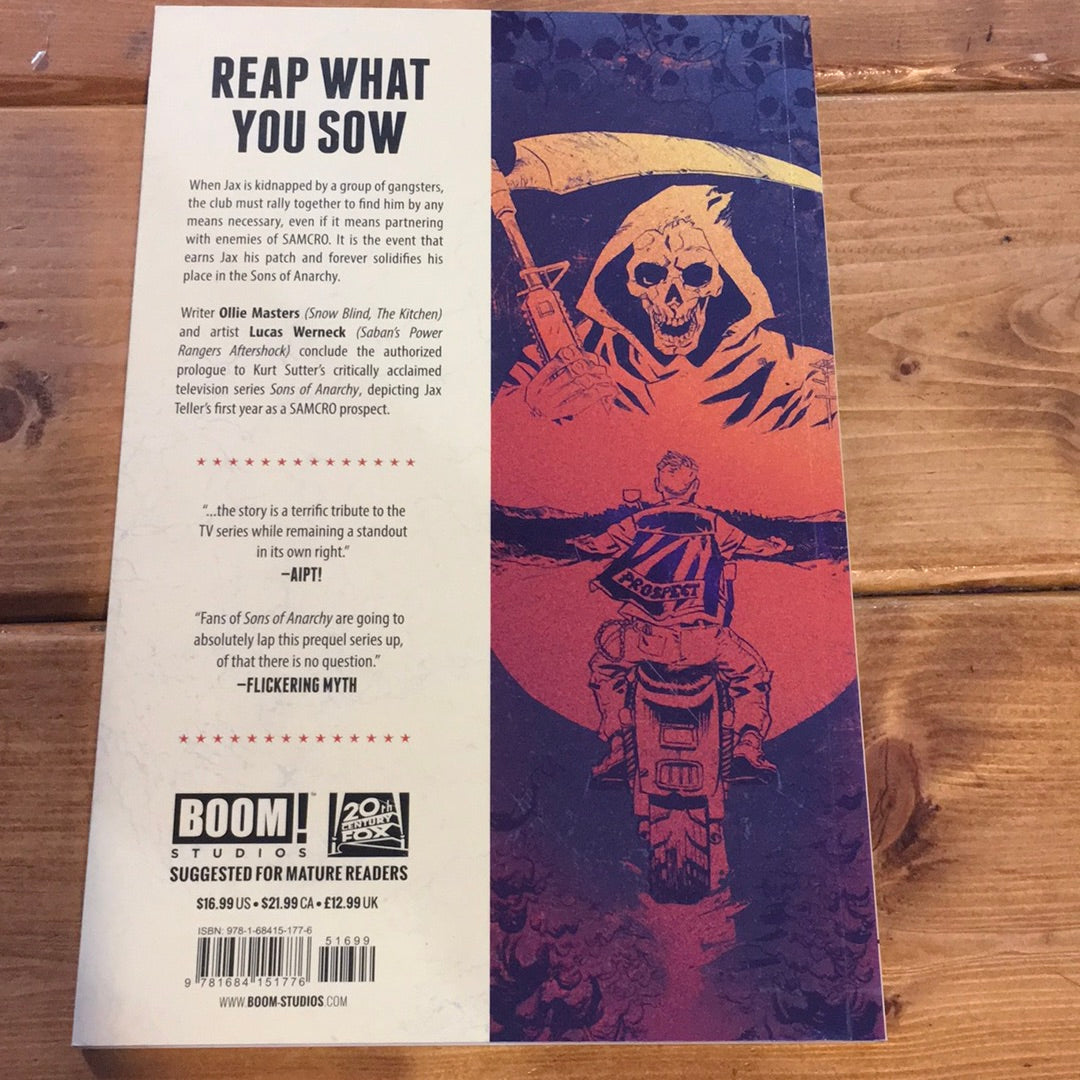 REAP WHAT
YOU SOW
When Jax is kidnapped by a group of gangsters,
the club must rally together to find him by any
means necessary, even if it means partnering
with enemies of SAMCRO. It is the event that
earns Jax his patch and forever solidifies his
place in the Sons of Anarchy.
Writer Ollie Masters (Snow Blind, The Kitchen)
and artist Lucas Werneck (Saban's Power
Rangers Aftershock) conclude the authorized
prologue to Kurt Sutter's critically acclaimed
television series Sons of Anarchy, depicting Jax
Teller's first year as a SAMCRO prospect.
"...the story is a terrific tribute to the
TV series while remaining a standout
in its own right."
–AIPT!
"Fans of Sons of Anarchy are going to
absolutely lap this prequel series up,
of that there is no question."
–FLICKERING MYTH
BOOM!™
STUDIOS
20th
CENTURY
FOX
SUGGESTED FOR MATURE READERS
$16.99 US • $21.99 CA • £12.99 UK
ISBN: 978-1-68415-177-6
51699
9 781684 151776
WWW.BOOM-STUDIOS.COM
PROSPECT